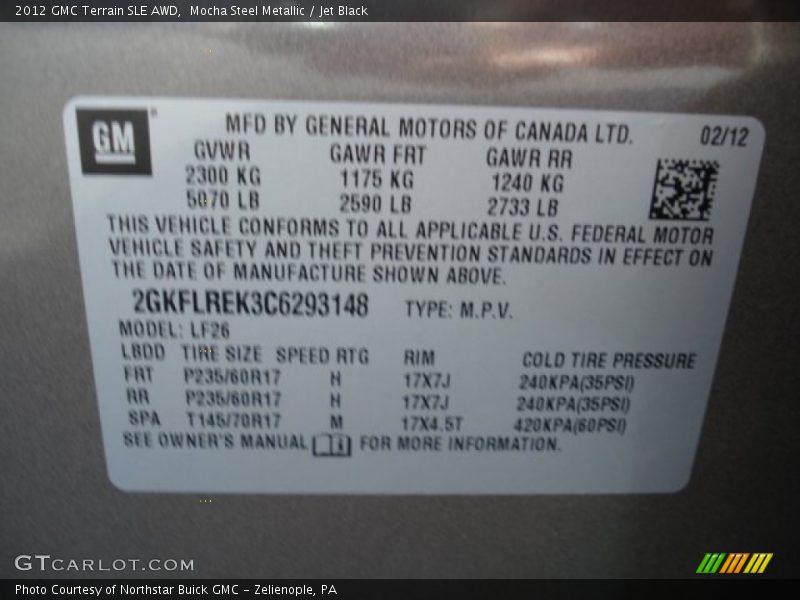 2012 GMC Terrain SLE AWD,  Mocha Steel Metallic / Jet Black
GM ®
MFD BY GENERAL MOTORS OF CANADA LTD. 02/12
GVWR GAWR FRT GAWR RR
2300 KG 1175 KG 1240 KG
5070 LB 2590 LB 2733 LB
THIS VEHICLE CONFORMS TO ALL APPLICABLE U.S. FEDERAL MOTOR
VEHICLE SAFETY AND THEFT PREVENTION STANDARDS IN EFFECT ON
THE DATE OF MANUFACTURE SHOWN ABOVE.
2GKFLREK3C6293148 TYPE: M.P.V.
MODEL: LF26
LBDD TIRE SIZE SPEED RTG RIM COLD TIRE PRESSURE
FRT P235/60R17 H 17X7J 240KPA(35PSI)
RR P235/60R17 H 17X7J 240KPA(35PSI)
SPA T145/70R17 M 17X4.5T 420KPA(60PSI)
SEE OWNER'S MANUAL FOR MORE INFORMATION.
GTCARLOT.COM
Photo Courtesy of Northstar Buick GMC - Zelienople, PA